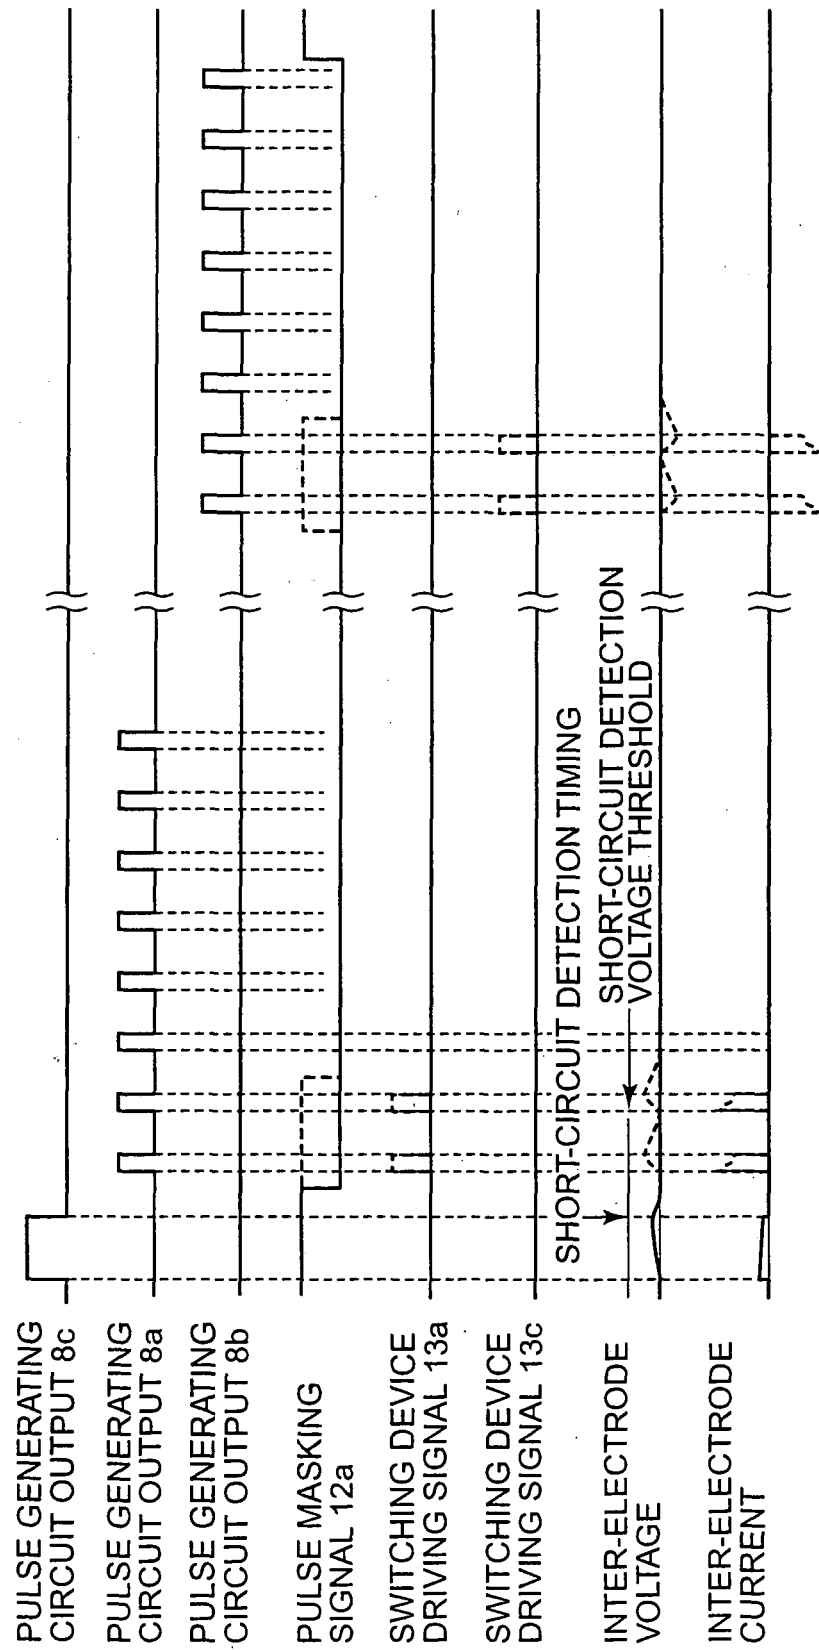 PULSE GENERATING
CIRCUIT OUTPUT 8c
PULSE GENERATING
CIRCUIT OUTPUT 8a
PULSE GENERATING
CIRCUIT OUTPUT 8b
PULSE MASKING
SIGNAL 12a
SWITCHING DEVICE
DRIVING SIGNAL 13a
SWITCHING DEVICE
DRIVING SIGNAL 13c
SHORT-CIRCUIT DETECTION TIMING
SHORT-CIRCUIT DETECTION
VOLTAGE THRESHOLD
INTER-ELECTRODE
VOLTAGE
INTER-ELECTRODE
CURRENT